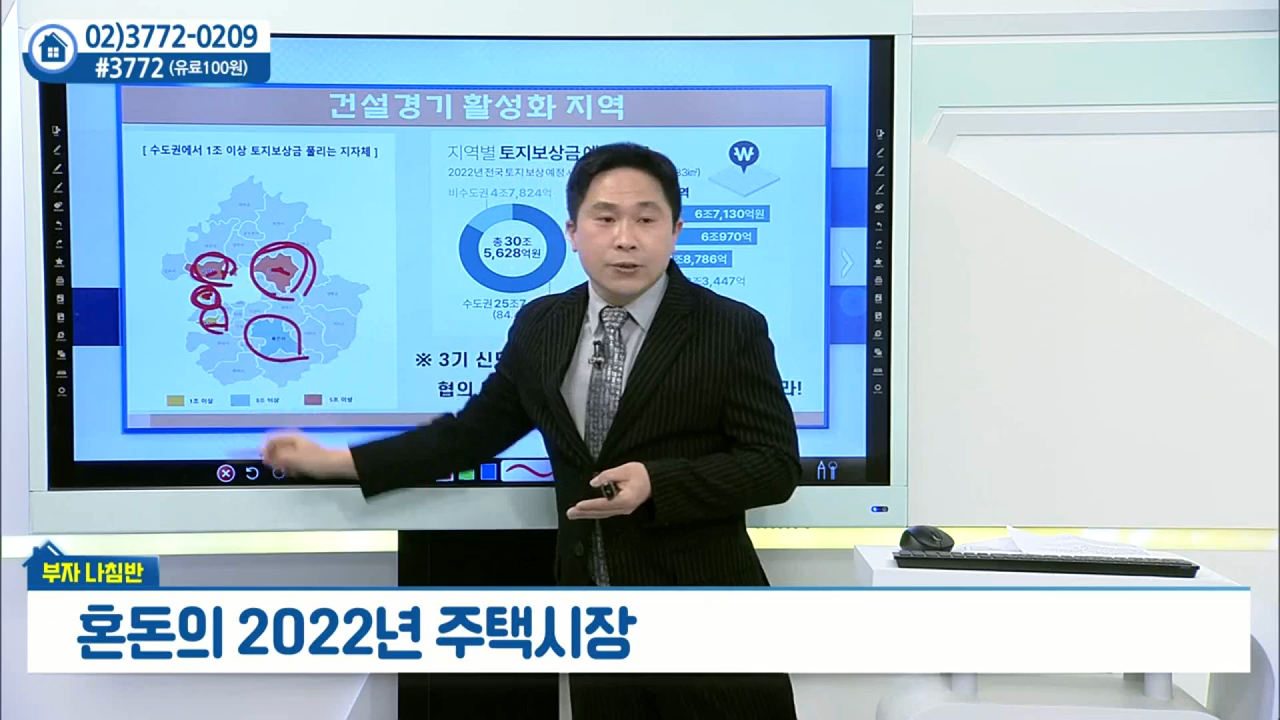 02)3772-0209
#3772 (유료100원)
건설경기 활성화 지역
[ 수도권에서 1조 이상 토지보상금 풀리는 지자체 ]
지역별 토지보상금
2022년 전국 토지 보상 예정
비수도권 4조7,824억
총 30조
5,628억원
수도권 25조7
(84.
6조7,130억원
6조970억
8,786억
3,447억
※ 3기 신
협의
라!
1조 이상
3조 이상
5조 이상
부자 나침반
혼돈의 2022년 주택시장